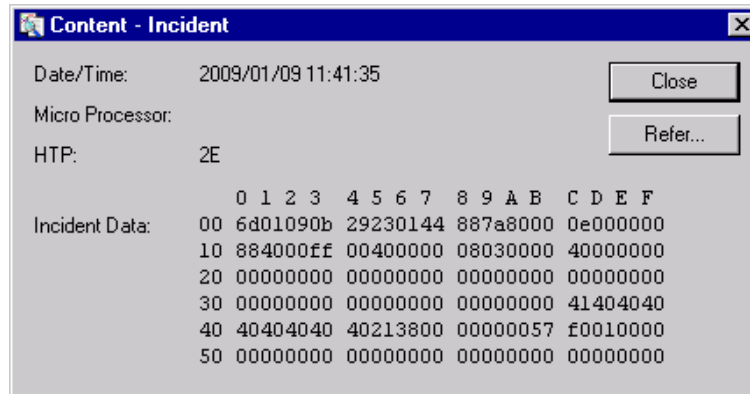 Content - Incident
Date/Time: 2009/01/09 11:41:35
Close
Micro Processor:
Refer...
HTP: 2E
0 1 2 3 4 5 6 7 8 9 A B C D E F
Incident Data: 00 6d01090b 29230144 887a8000 0e000000
10 884000ff 00400000 08030000 40000000
20 00000000 00000000 00000000 00000000
30 00000000 00000000 00000000 41404040
40 40404040 40213800 00000057 f0010000
50 00000000 00000000 00000000 00000000